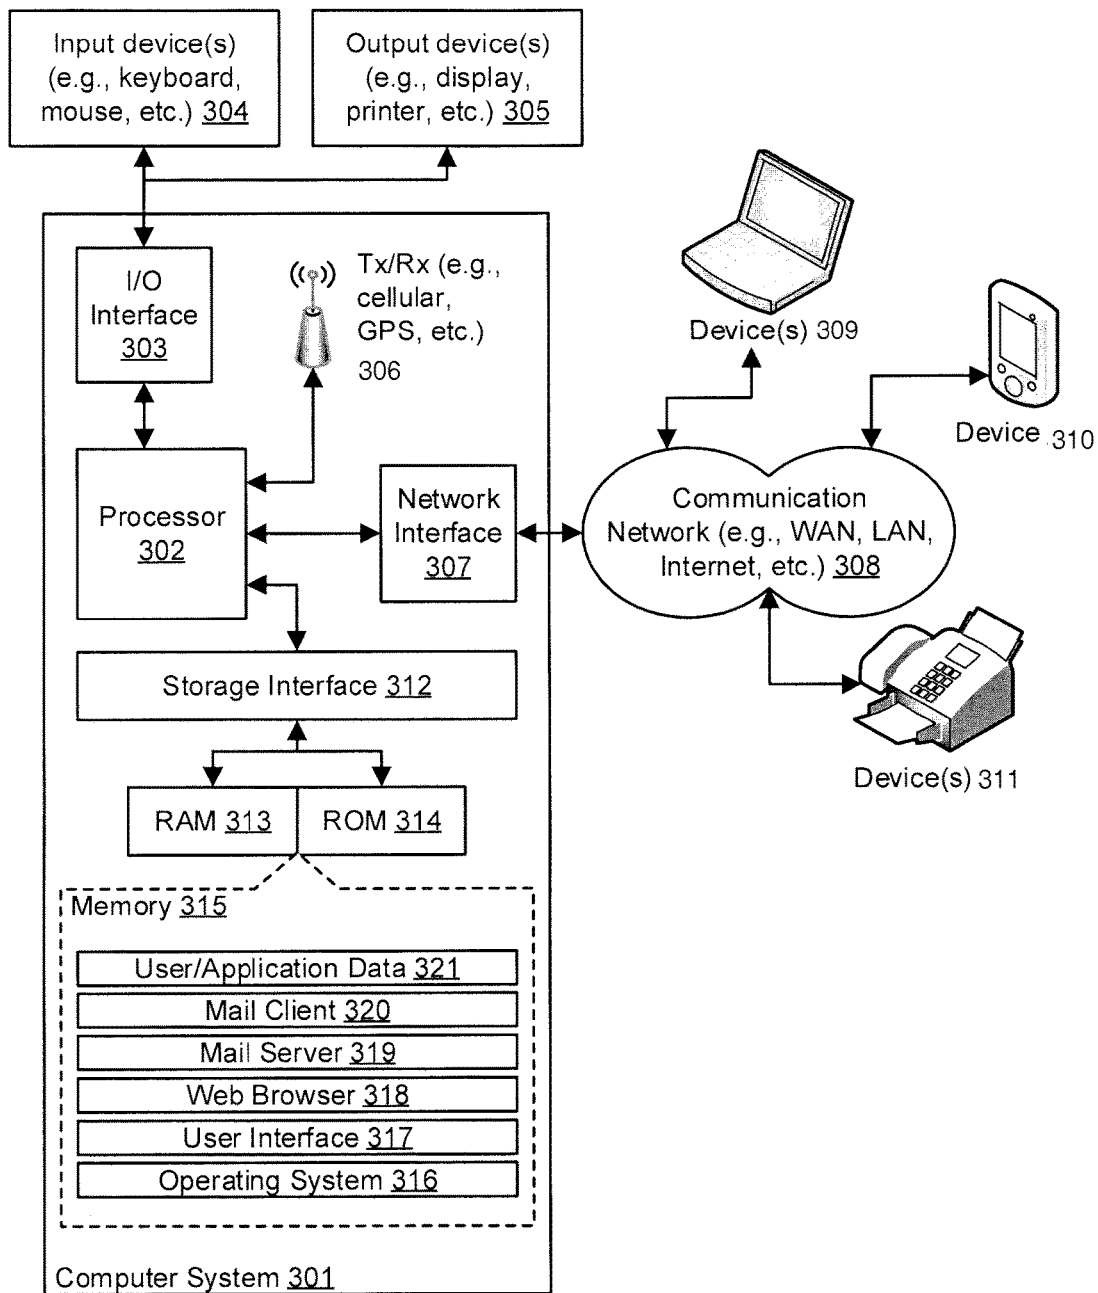 Input device(s)
(e.g., keyboard,
mouse, etc.) 304
Output device(s)
(e.g., display,
printer, etc.) 305
I/O
Interface
303
Tx/Rx (e.g.,
cellular,
GPS, etc.)
306
Processor
302
Network
Interface
307
Device(s) 309
Device 310
Communication
Network (e.g., WAN, LAN,
Internet, etc.) 308
Device(s) 311
Storage Interface 312
RAM 313
ROM 314
Memory 315
User/Application Data 321
Mail Client 320
Mail Server 319
Web Browser 318
User Interface 317
Operating System 316
Computer System 301